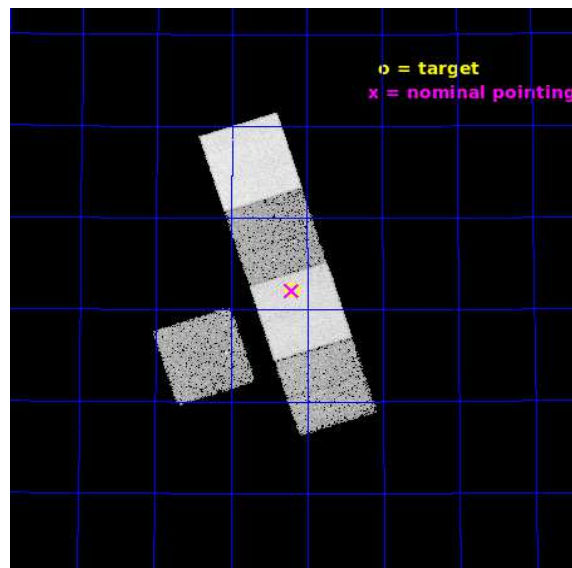 o = target
x = nominal pointing